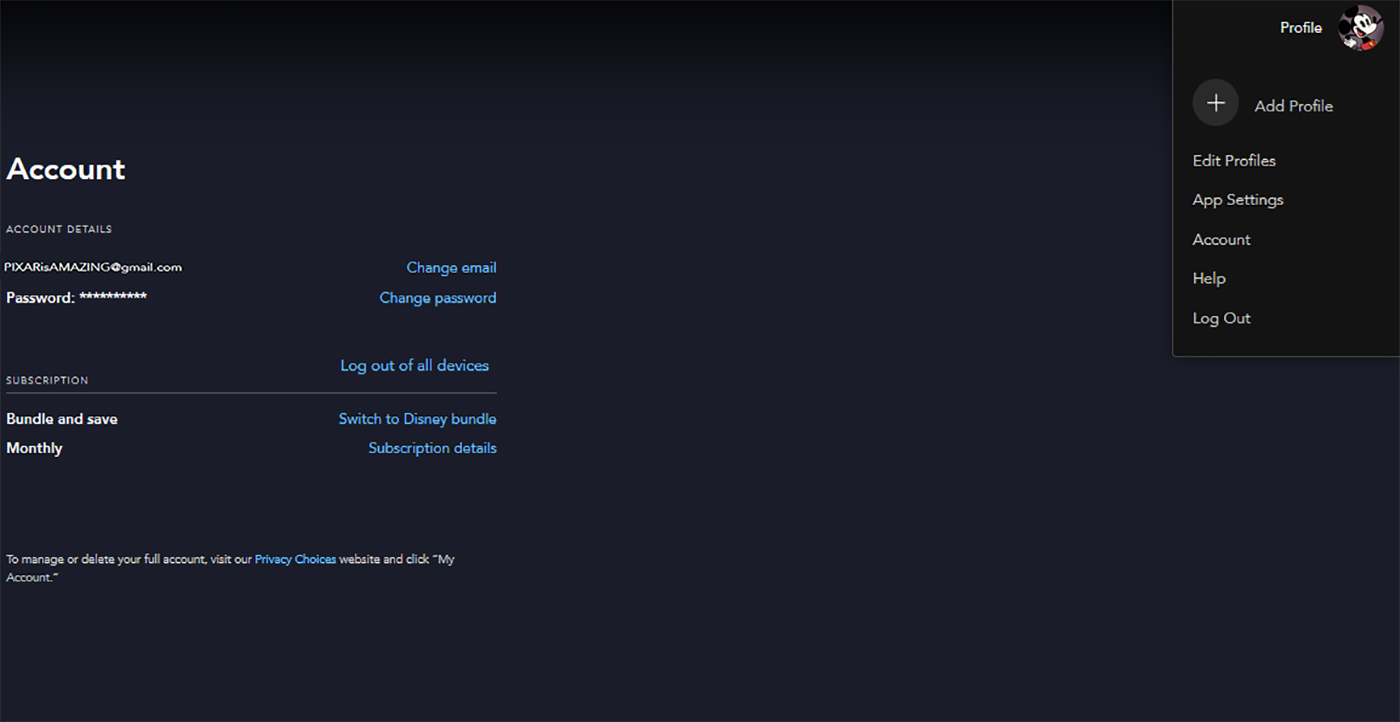 Profile
Add Profile
Edit Profiles
App Settings
Account
Help
Log Out
Account
ACCOUNT DETAILS
PIXARisAMAZING@gmail.com Change email
Password: ********** Change password
Log out of all devices
SUBSCRIPTION
Bundle and save Switch to Disney bundle
Monthly Subscription details
To manage or delete your full account, visit our Privacy Choices website and click “My
Account.”